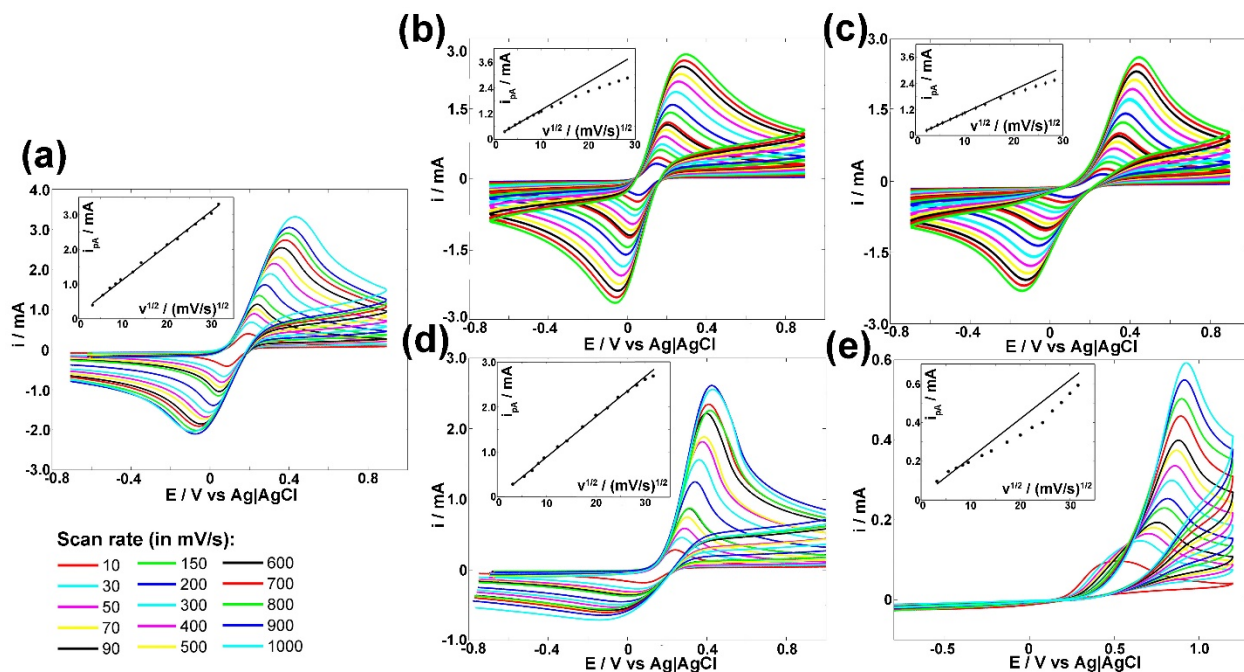 (a)
4.0
3.0
2.0
1.0
0
-1.0
-2.0
-3.0
i / mA
-0.8
-0.4
0
0.4
0.8
E / V vs Ag|AgCl
i_pA / mA
3.0
2.0
1.0
0
0
10
20
30
v^1/2 / (mV/s)^1/2
(b)
3.0
1.5
0
-1.5
-3.0
i / mA
-0.8
-0.4
0
0.4
0.8
E / V vs Ag|AgCl
i_pA / mA
3.6
2.4
1.2
0
0
10
20
30
v^1/2 / (mV/s)^1/2
(c)
3.0
1.5
0
-1.5
-3.0
i / mA
-0.8
-0.4
0
0.4
0.8
E / V vs Ag|AgCl
i_pA / mA
3.6
2.4
1.2
0
0
10
20
30
v^1/2 / (mV/s)^1/2
(d)
3.0
2.0
1.0
0
-1.0
i / mA
-0.8
-0.4
0
0.4
0.8
E / V vs Ag|AgCl
i_pA / mA
3.0
2.0
1.0
0
0
10
20
30
v^1/2 / (mV/s)^1/2
(e)
0.6
0.4
0.2
0
i / mA
-0.5
0
0.5
1.0
E / V vs Ag|AgCl
i_pA / mA
0.6
0.4
0.2
0
0
10
20
30
v^1/2 / (mV/s)^1/2
Scan rate (in mV/s):
10 150 600
30 200 700
50 300 800
70 400 900
90 500 1000